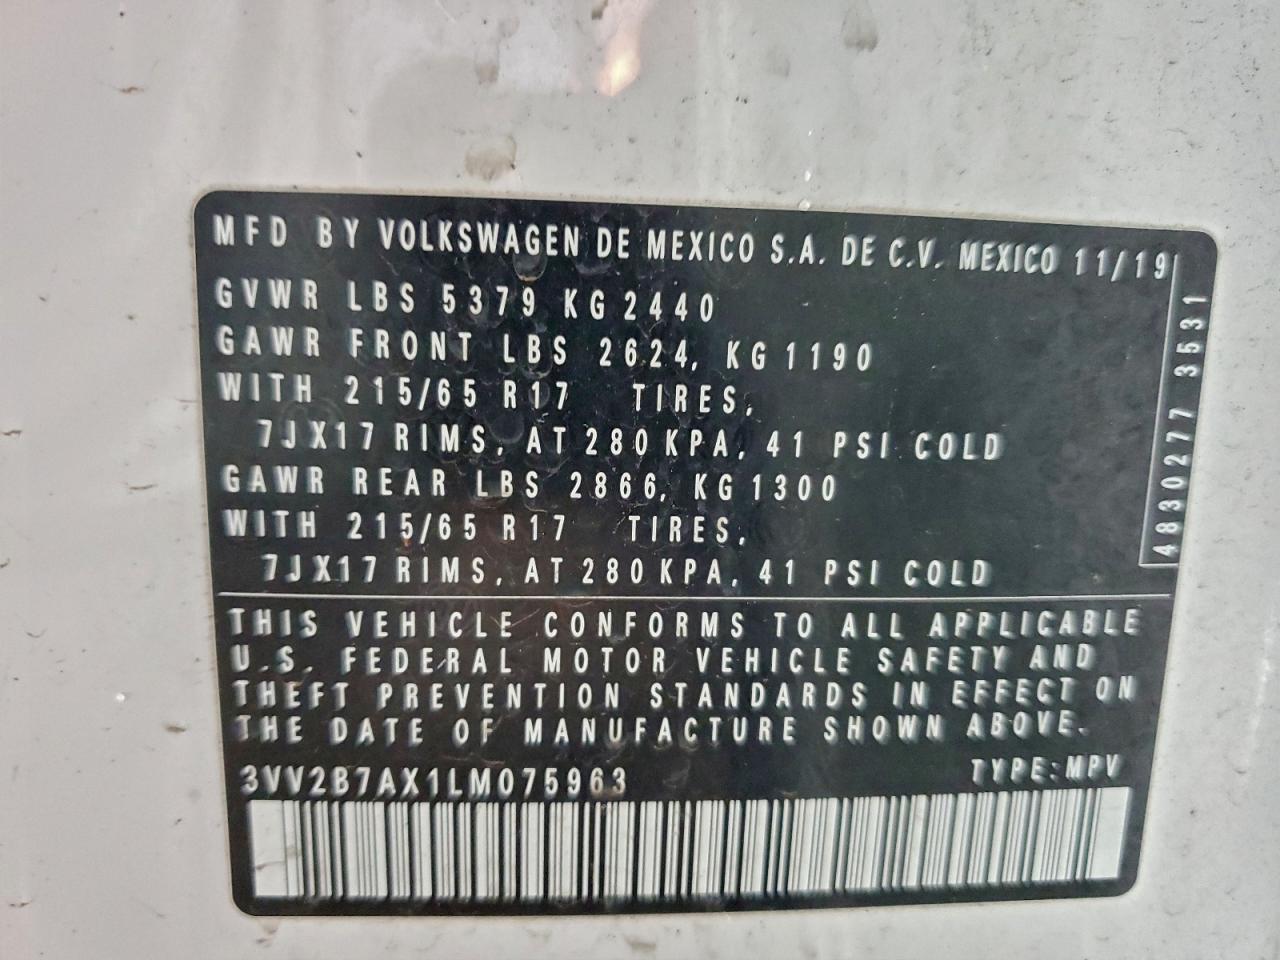 MFD BY VOLKSWAGEN DE MEXICO S.A. DE C.V. MEXICO 11/19
GVWR LBS 5379 KG 2440
GAWR FRONT LBS 2624, KG 1190
WITH 215/65 R17 TIRES,
7JX17 RIMS, AT 280 KPA, 41 PSI COLD
GAWR REAR LBS 2866, KG 1300
WITH 215/65 R17 TIRES,
7JX17 RIMS, AT 280 KPA, 41 PSI COLD
4830277 3531
THIS VEHICLE CONFORMS TO ALL APPLICABLE
U.S. FEDERAL MOTOR VEHICLE SAFETY AND
THEFT PREVENTION STANDARDS IN EFFECT ON
THE DATE OF MANUFACTURE SHOWN ABOVE.
3VV2B7AX1LM075963 TYPE:MPV